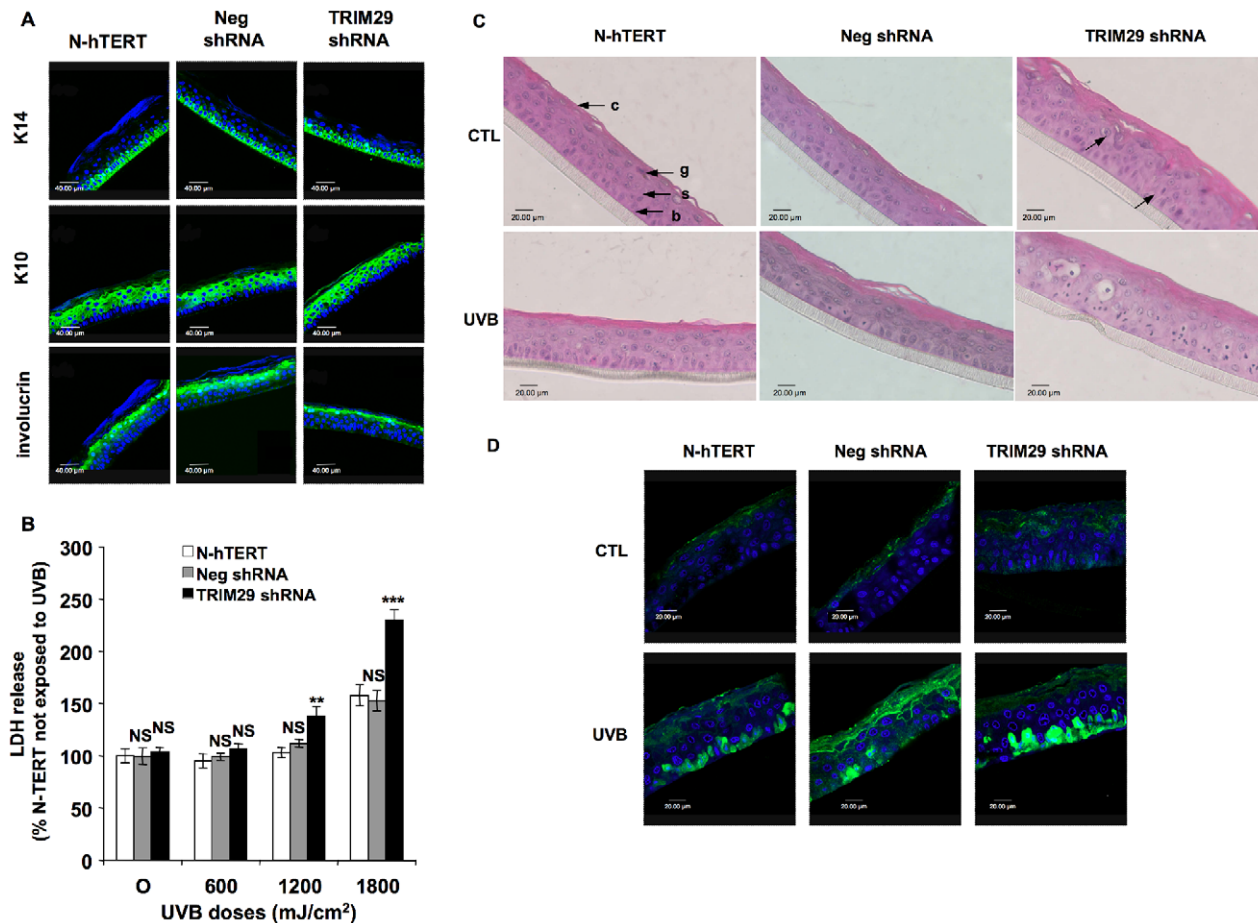 A
N-hTERT
Neg
shRNA
TRIM29
shRNA
K14
40.00 µm
40.00 µm
40.00 µm
K10
40.00 µm
40.00 µm
40.00 µm
involucrin
40.00 µm
40.00 µm
40.00 µm
B
LDH release
(% N-TERT not exposed to UVB)
300
250
200
150
100
50
0
N-hTERT
Neg shRNA
TRIM29 shRNA
NS
NS
NS
NS
NS
**
NS
***
O
600
1200
1800
UVB doses (mJ/cm²)
C
N-hTERT
Neg shRNA
TRIM29 shRNA
CTL
c
g
s
b
20.00 µm
20.00 µm
20.00 µm
UVB
20.00 µm
20.00 µm
20.00 µm
D
N-hTERT
Neg shRNA
TRIM29 shRNA
CTL
20.00 µm
20.00 µm
20.00 µm
UVB
20.00 µm
20.00 µm
20.00 µm